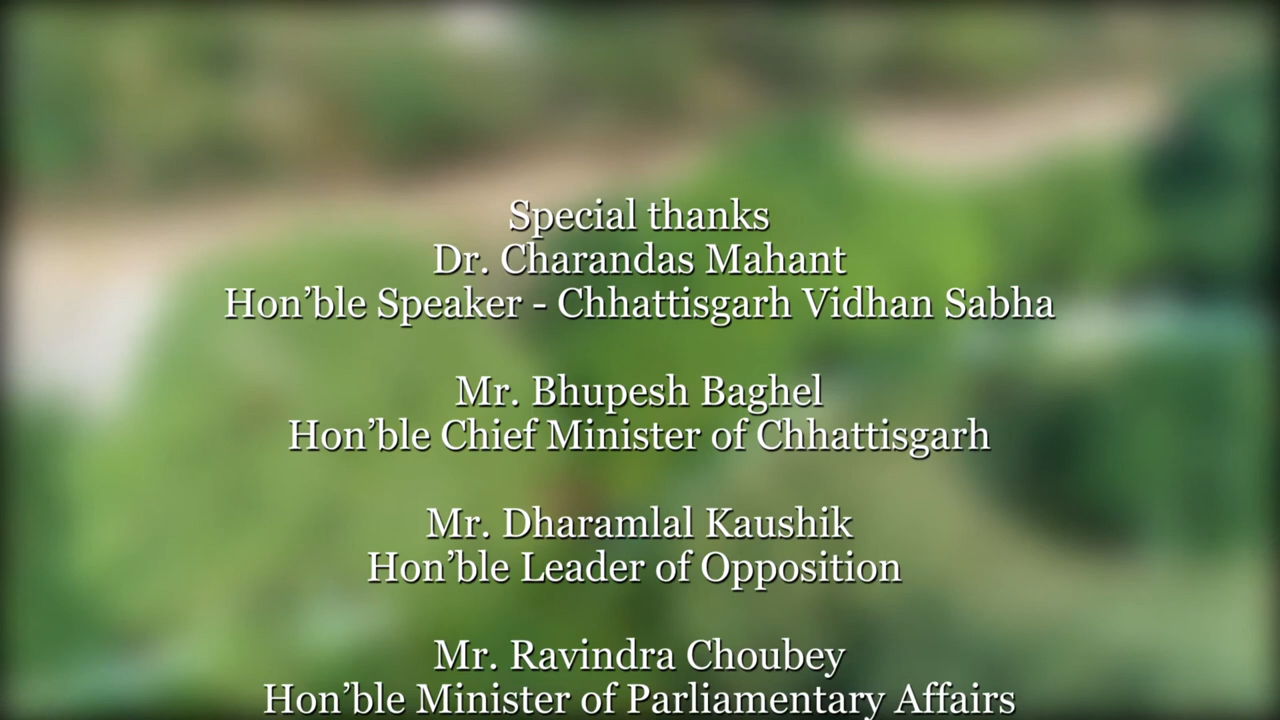 Special thanks
Dr. Charandas Mahant
Hon’ble Speaker - Chhattisgarh Vidhan Sabha
Mr. Bhupesh Baghel
Hon’ble Chief Minister of Chhattisgarh
Mr. Dharamlal Kaushik
Hon’ble Leader of Opposition
Mr. Ravindra Choubey
Hon’ble Minister of Parliamentary Affairs